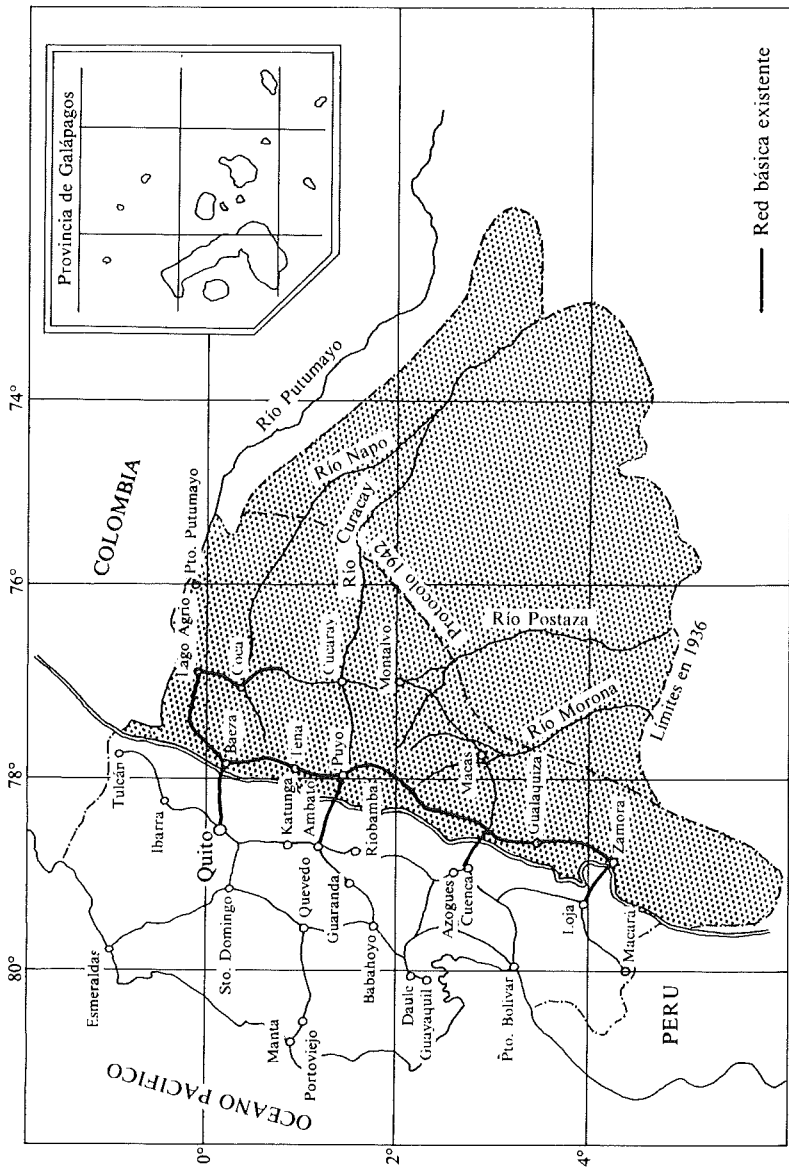 Provincia de Galápagos
COLOMBIA
OCEANO PACIFICO
PERU
74°
76°
78°
80°
0°
2°
4°
Río Putumayo
Pto. Putumayo
Lago Agrio
Río Napo
Coca
Río Curacay
Cucaray
Protocolo 1942
Montalvo
Río Postaza
Río Morona
Límites en 1936
Tulcán
Ibarra
Quito
Baeza
Tena
Katunga
Ambato
Puyo
Riobamba
Macas
Gualaquiza
Zamora
Esmeraldas
Sto. Domingo
Quevedo
Guaranda
Babahoyo
Manta
Portoviejo
Daule
Guayaquil
Azogues
Cuenca
Pto. Bolívar
Loja
Macará
Red básica existente